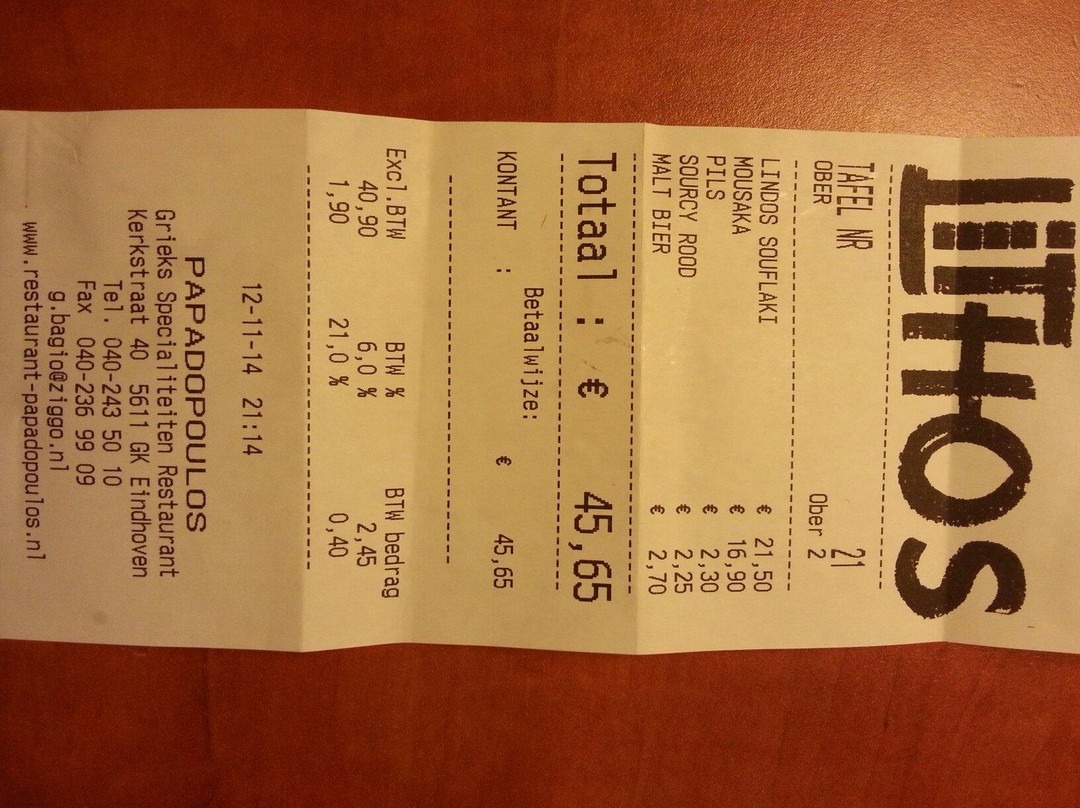 LITHOS
TAFEL NR 21
OBER Ober 2
LINDOS SOUFLAKI € 21,50
MOUSAKA € 16,90
PILS € 2,30
SOURCY ROOD € 2,25
MALT BIER € 2,70
Totaal : € 45,65
Betaalwijze:
KONTANT : € 45,65
Excl.BTW BTW % BTW bedrag
40,90 6,0 % 2,45
1,90 21,0 % 0,40
12-11-14 21:14
PAPADOPOULOS
Grieks Specialiteiten Restaurant
Kerkstraat 40 5611 GK Eindhoven
Tel. 040-243 50 10
Fax 040-236 99 09
g.bagio@ziggo.nl
www.restaurant-papadopoulos.nl